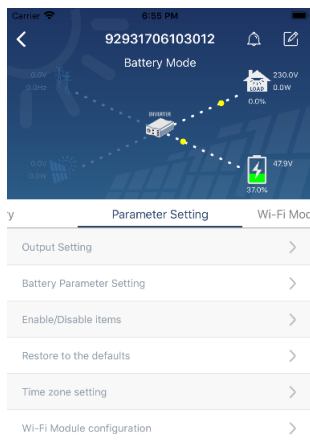 Carrier 6:55 PM
92931706103012
Battery Mode
0.0V
0.0Hz
INVERTER
LOAD
230.0V
0.0W
0.0%
0.0V
0.0W
47.9V
37.0%
ry Parameter Setting Wi-Fi Mod
Output Setting
Battery Parameter Setting
Enable/Disable items
Restore to the defaults
Time zone setting
Wi-Fi Module configuration